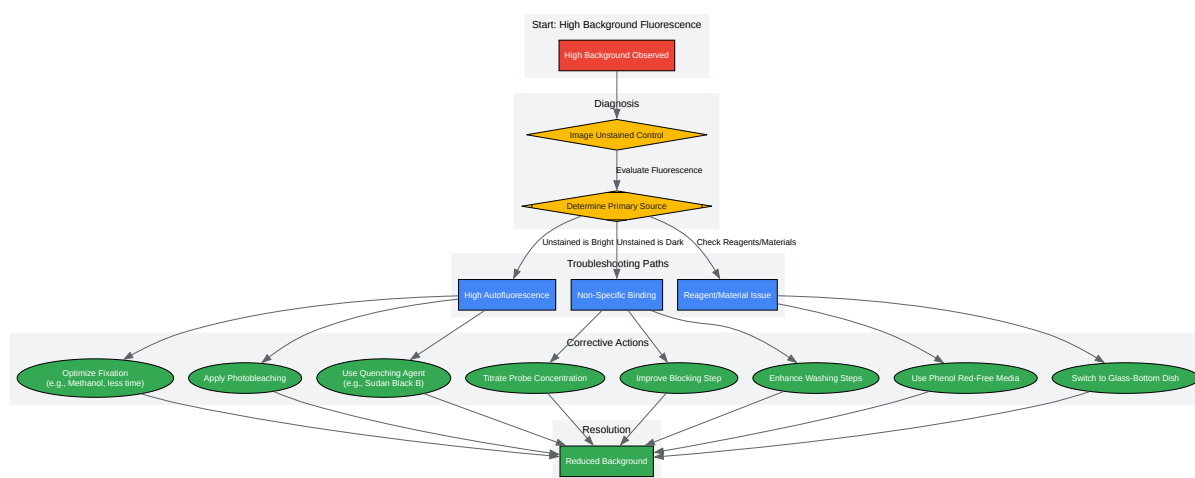 Start: High Background Fluorescence
High Background Observed
Diagnosis
Image Unstained Control
Evaluate Fluorescence
Determine Primary Source
Unstained is Bright
Unstained is Dark
Check Reagents/Materials
Troubleshooting Paths
High Autofluorescence
Non-Specific Binding
Reagent/Material Issue
Corrective Actions
Optimize Fixation
(e.g., Methanol, less time)
Apply Photobleaching
Use Quenching Agent
(e.g., Sudan Black B)
Titrate Probe Concentration
Improve Blocking Step
Enhance Washing Steps
Use Phenol Red-Free Media
Switch to Glass-Bottom Dish
Resolution
Reduced Background